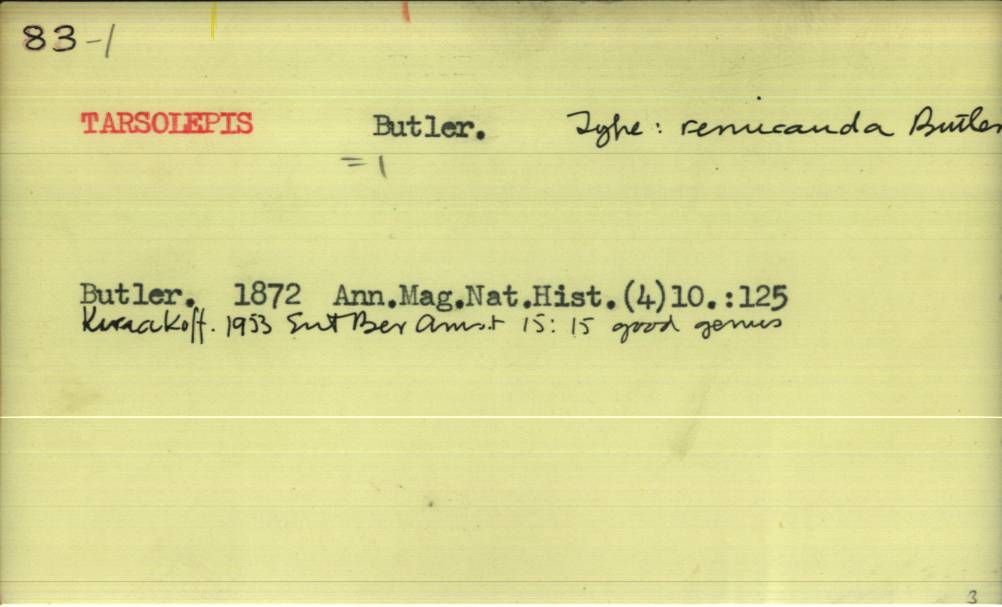 83-1
TARSOLEPIS Butler. Type: remicauda Butler
=1
Butler. 1872 Ann.Mag.Nat.Hist.(4)10.:125
Kiriakoff. 1953 Ent Ber Amst 15: 15 good genus
3